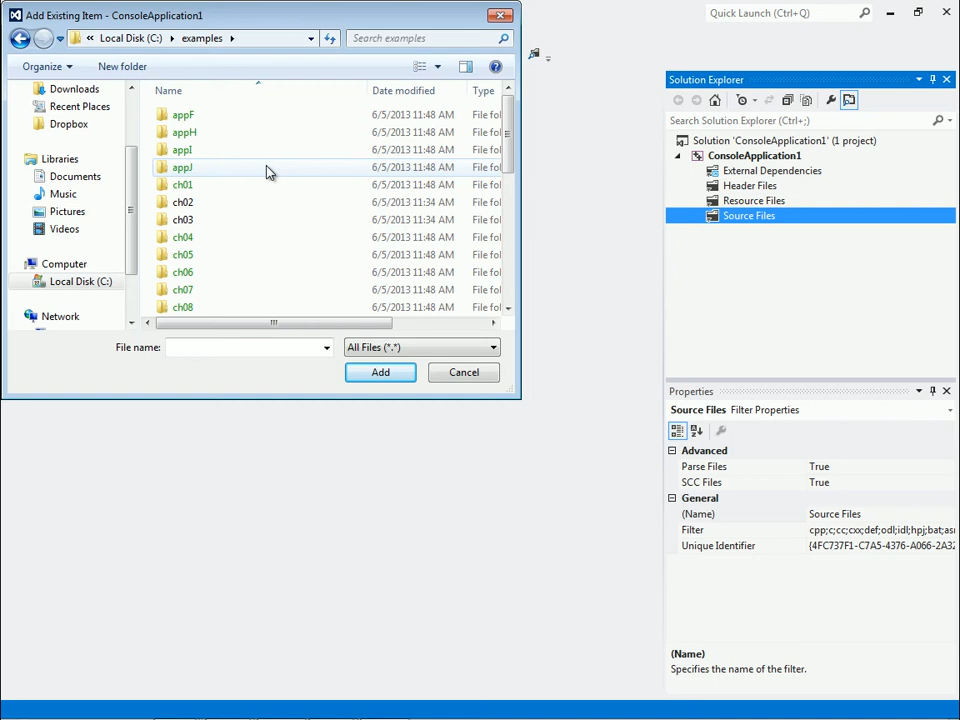 Add Existing Item - ConsoleApplication1
Quick Launch (Ctrl+Q)
« Local Disk (C:) ▸ examples ▸
Search examples
Organize
New folder
Downloads
Recent Places
Dropbox
Libraries
Documents
Music
Pictures
Videos
Computer
Local Disk (C:)
Network
Name Date modified Type
appF 6/5/2013 11:48 AM File fol
appH 6/5/2013 11:48 AM File fol
appI 6/5/2013 11:48 AM File fol
appJ 6/5/2013 11:48 AM File fol
ch01 6/5/2013 11:48 AM File fol
ch02 6/5/2013 11:34 AM File fol
ch03 6/5/2013 11:34 AM File fol
ch04 6/5/2013 11:48 AM File fol
ch05 6/5/2013 11:48 AM File fol
ch06 6/5/2013 11:48 AM File fol
ch07 6/5/2013 11:48 AM File fol
ch08 6/5/2013 11:48 AM File fol
File name:
All Files (*.*)
Add
Cancel
Solution Explorer
Search Solution Explorer (Ctrl+;)
Solution 'ConsoleApplication1' (1 project)
ConsoleApplication1
External Dependencies
Header Files
Resource Files
Source Files
Properties
Source Files Filter Properties
Advanced
Parse Files True
SCC Files True
General
(Name) Source Files
Filter cpp;c;cc;cxx;def;odl;idl;hpj;bat;asr
Unique Identifier {4FC737F1-C7A5-4376-A066-2A32
(Name)
Specifies the name of the filter.